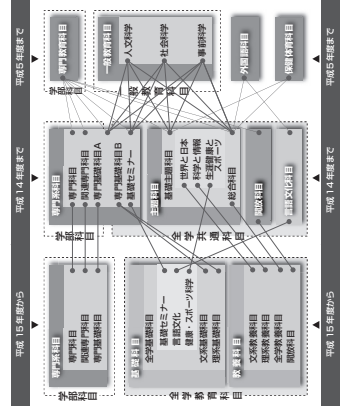 平成 15年度から
平成 14年度まで
平成5年度まで
学部科目
専門系科目
専門科目
関連専門科目
専門基礎科目
全学教育科目
基礎科目
全学基礎科目
基礎セミナー
言語文化
健康・スポーツ科学
文系基礎科目
理系基礎科目
教養科目
文系教養科目
理系教養科目
全学教養科目
開放科目
学部科目
専門系科目
専門科目
関連専門科目
専門基礎科目A
専門基礎科目B
基礎セミナー
全学共通科目
主題科目
基礎主題科目
世界と日本
科学と情報
生涯健康と
スポーツ
総合科目
開放科目
言語文化科目
学部科目
専門教育科目
一般教育科目
一般教育科目
人文科学
社会科学
事前科学
外国語科目
保健体育科目
平成 15年度から
平成 14年度まで
平成5年度まで